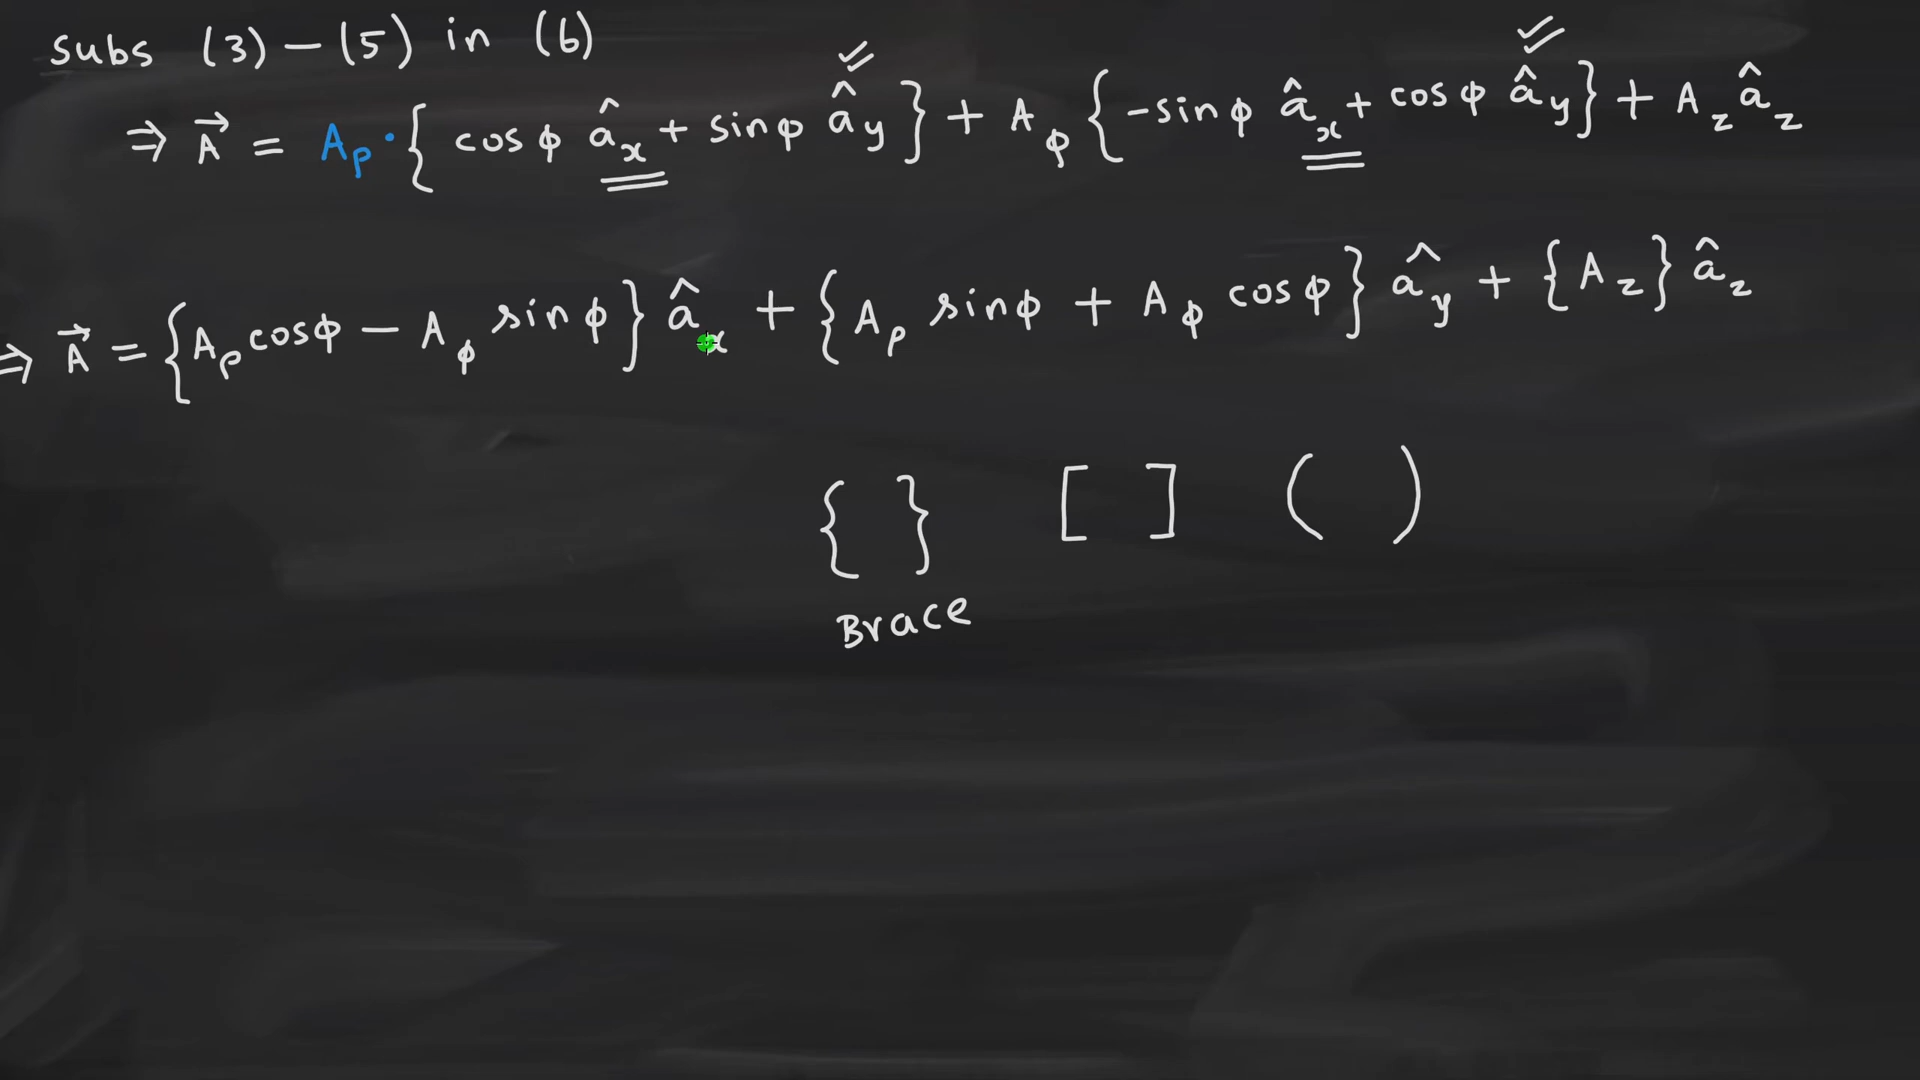 subs (3) – (5) in (6)
⇒ A⃗ = Aρ · { cos ϕ âx + sin φ ây } + Aϕ { -sin ϕ âx + cos φ ây } + Az âz
⇒ A⃗ = { Aρ cos ϕ – Aϕ sin ϕ } âx + { Aρ sin ϕ + Aϕ cos ϕ } ây + { Az } âz
{ } [ ] ( )
Brace